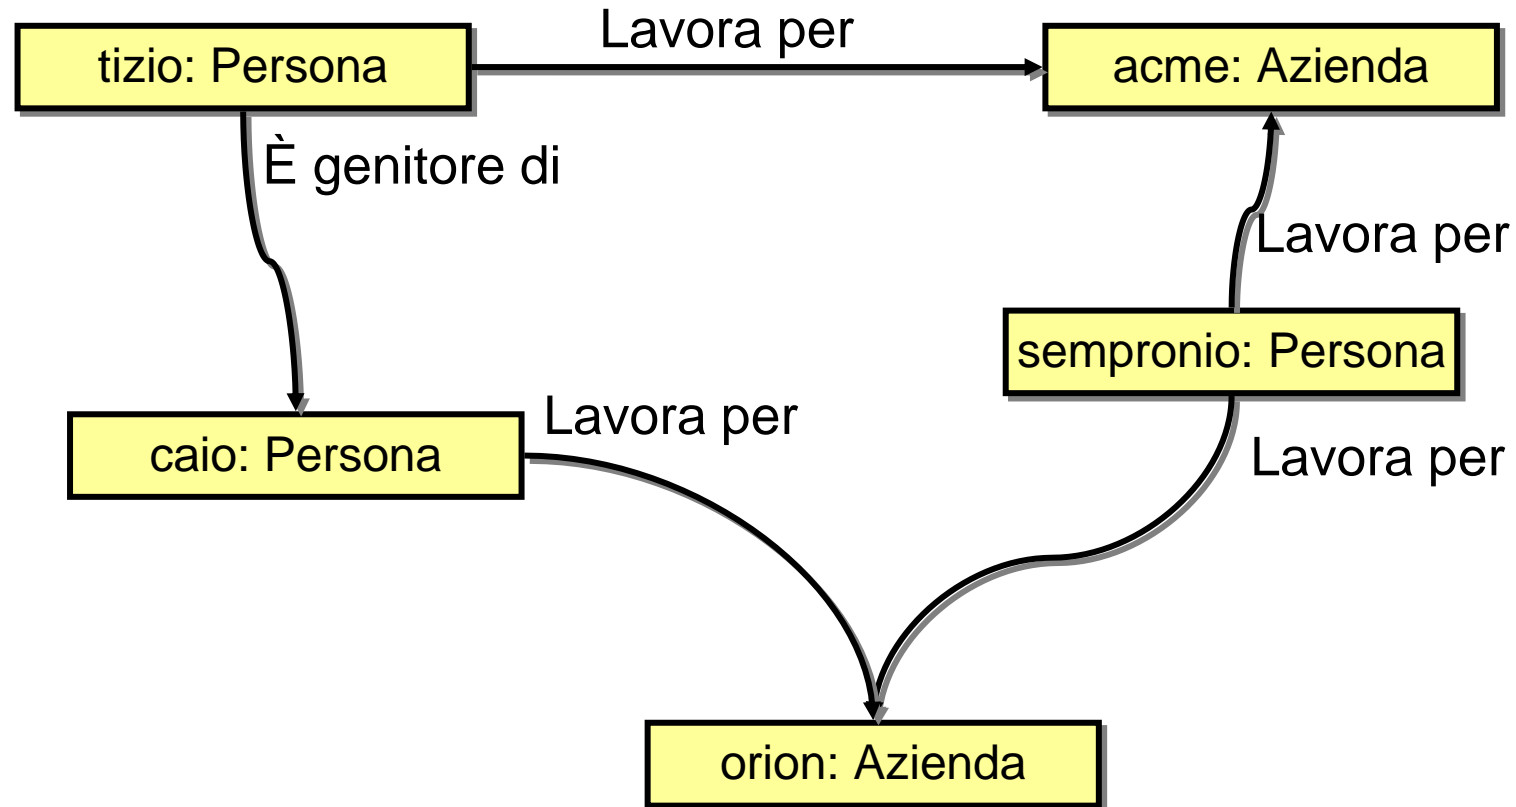 Lavora per
tizio: Persona
acme: Azienda
È genitore di
Lavora per
sempronio: Persona
Lavora per
caio: Persona
Lavora per
orion: Azienda